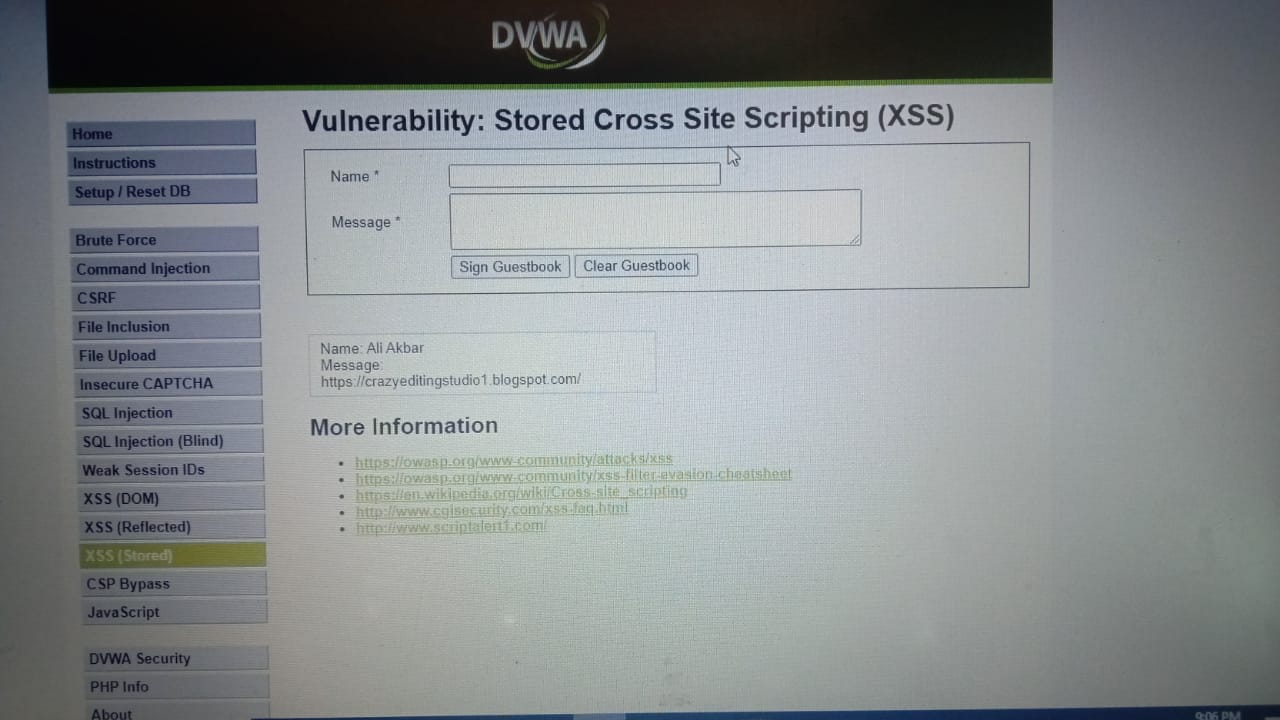 DVWA
Vulnerability: Stored Cross Site Scripting (XSS)
Home
Instructions
Setup / Reset DB
Brute Force
Command Injection
CSRF
File Inclusion
File Upload
Insecure CAPTCHA
SQL Injection
SQL Injection (Blind)
Weak Session IDs
XSS (DOM)
XSS (Reflected)
XSS (Stored)
CSP Bypass
JavaScript
DVWA Security
PHP Info
About
Name *
Message *
Sign Guestbook Clear Guestbook
Name: Ali Akbar
Message:
https://crazyeditingstudio1.blogspot.com/
More Information
https://owasp.org/www-community/attacks/xss
https://owasp.org/www-community/xss-filter-evasion-cheatsheet
https://en.wikipedia.org/wiki/Cross-site_scripting
http://www.cgisecurity.com/xss-faq.html
http://www.scriptalert1.com/
9:06 PM